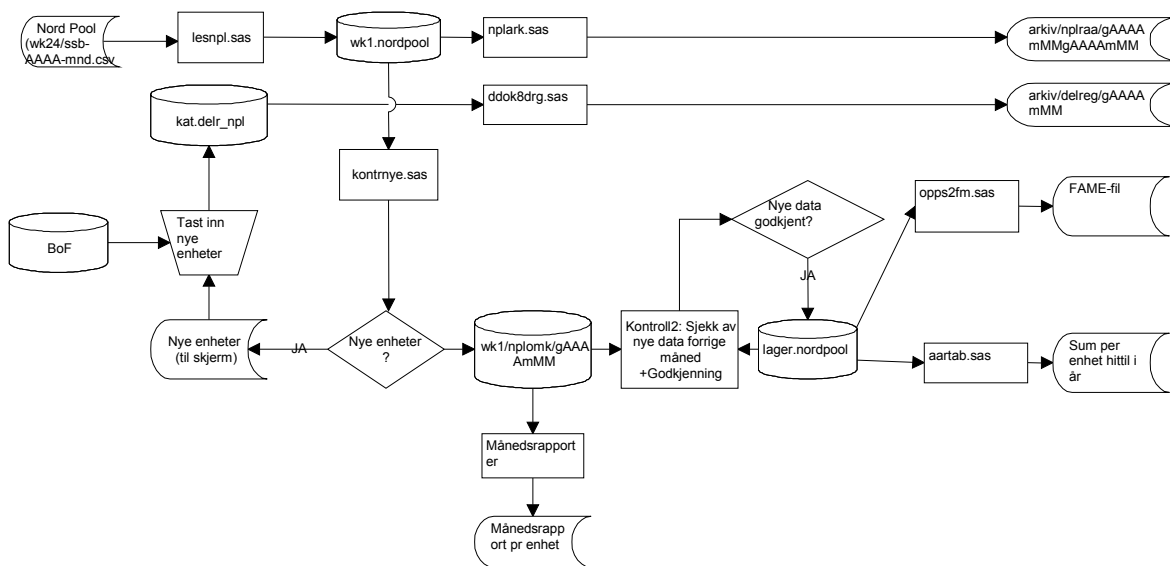 Nord Pool
(wk24/ssb-
AAAA-mnd.csv
lesnpl.sas
wk1.nordpool
nplark.sas
arkiv/nplraa/gAAAA
mMMgAAAAmMM
kat.delr_npl
ddok8drg.sas
arkiv/delreg/gAAAA
mMM
kontrnye.sas
BoF
Tast inn
nye
enheter
Nye data
godkjent?
opps2fm.sas
FAME-fil
JA
Nye enheter
(til skjerm)
JA
Nye enheter
?
wk1/nplomk/gAAA
AmMM
Kontroll2: Sjekk av
nye data forrige
måned
+Godkjenning
lager.nordpool
aartab.sas
Sum per
enhet hittil i
år
Månedsrapport
er
Månedsrapp
ort pr enhet